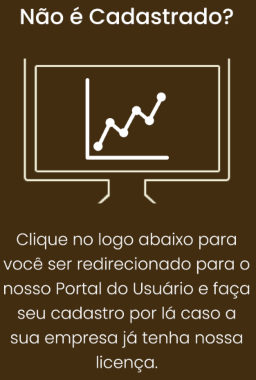 Não é Cadastrado?
Clique no logo abaixo para
você ser redirecionado para o
nosso Portal do Usuário e faça
seu cadastro por lá caso a
sua empresa já tenha nossa
licença.